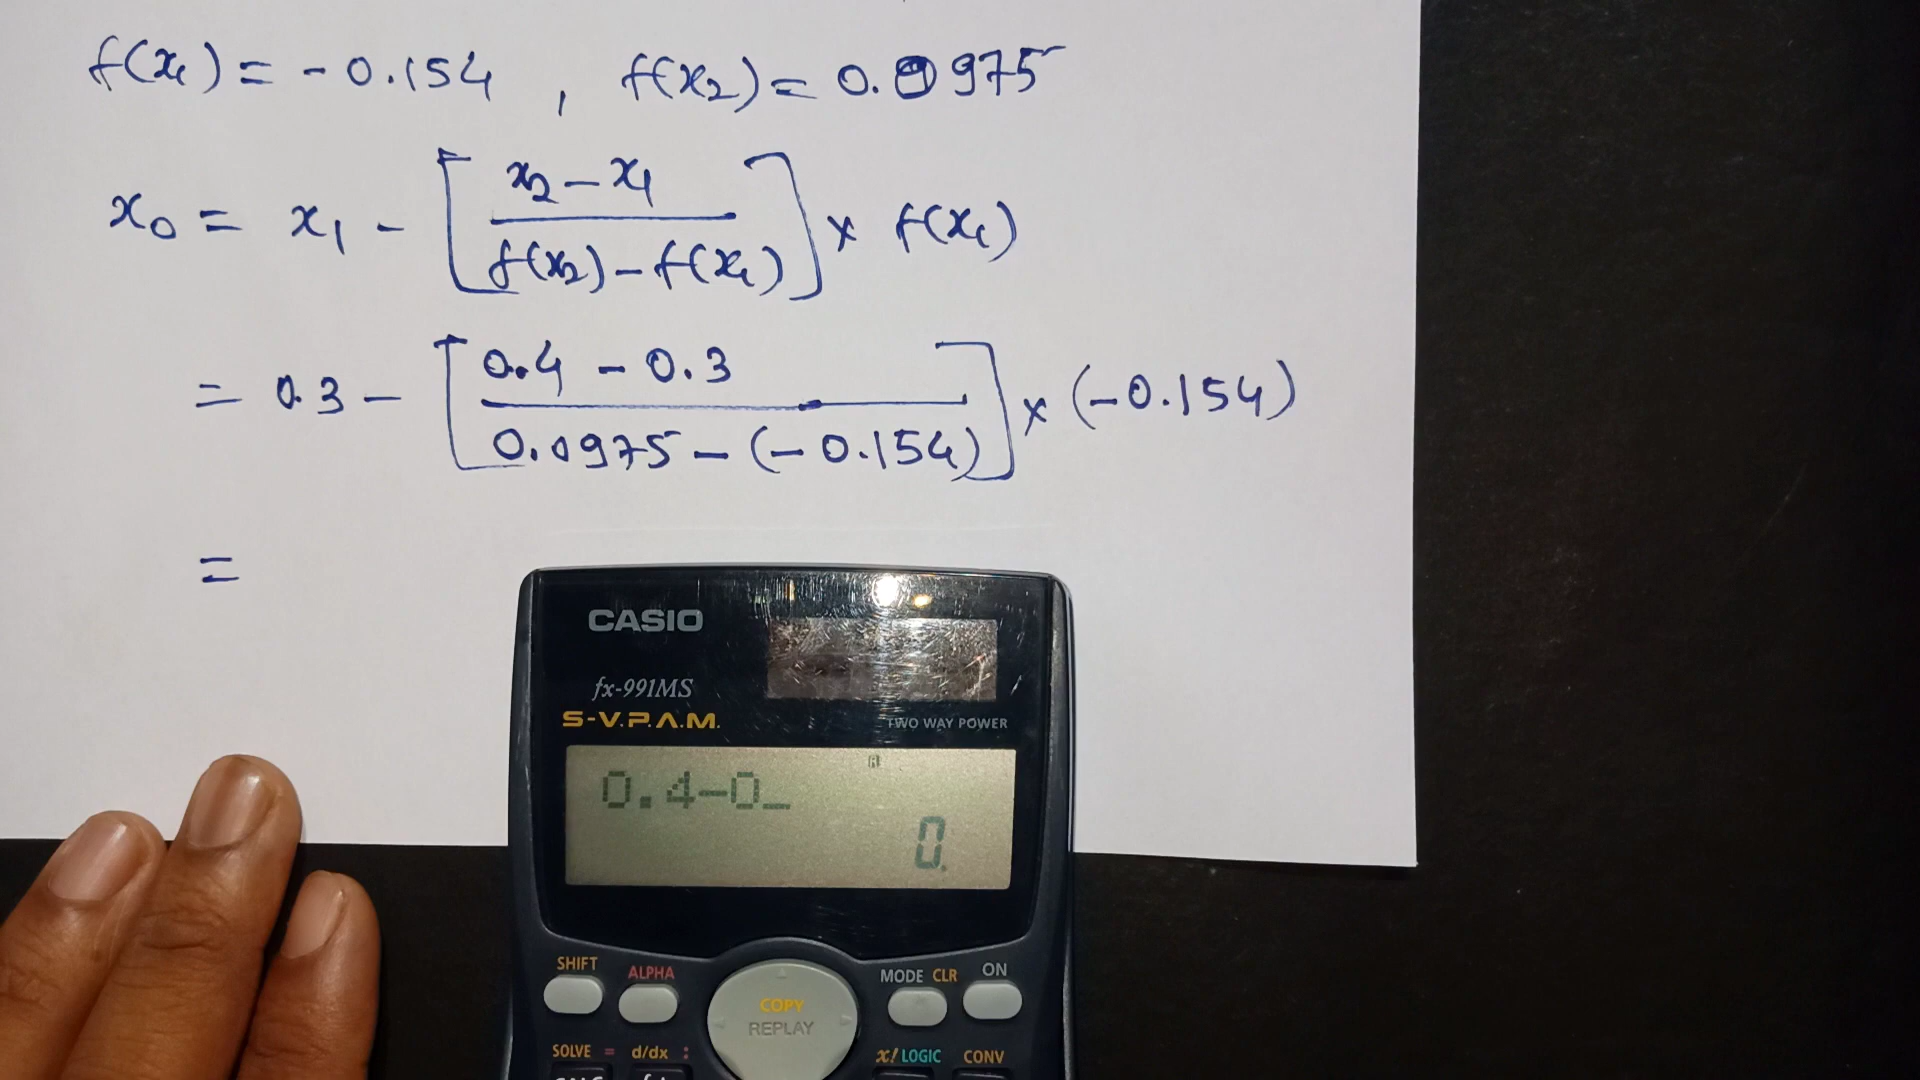 f(x₁) = -0.154 , f(x₂) = 0.0975
x₀ = x₁ - [ x₂ - x₁ / f(x₂) - f(x₁) ] × f(x₁)
= 0.3 - [ 0.4 - 0.3 / 0.0975 - (-0.154) ] × (-0.154)
=
CASIO
fx-991MS
S-V.P.A.M.
TWO WAY POWER
0.4-0_
0.
SHIFT ALPHA MODE CLR ON
COPY
REPLAY
SOLVE = d/dx : x! LOGIC CONV